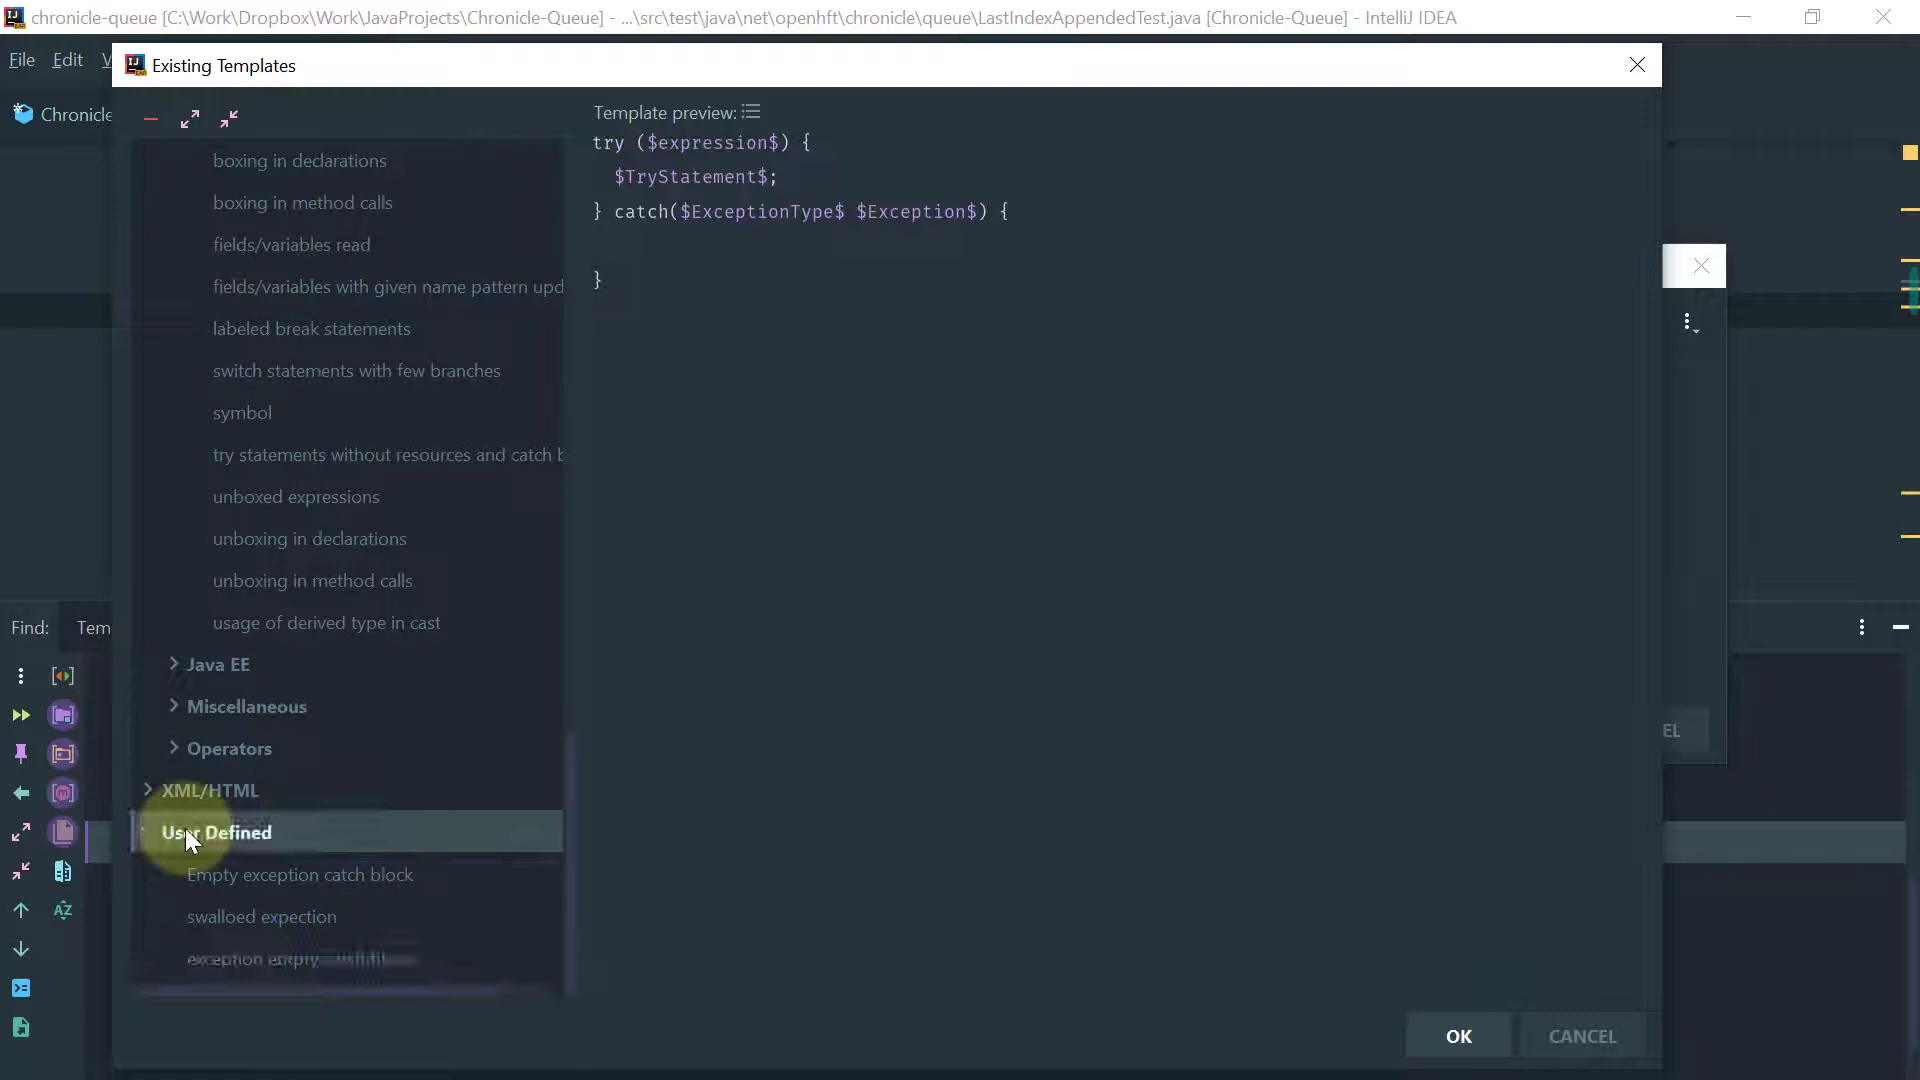 chronicle-queue [C:\Work\Dropbox\Work\JavaProjects\Chronicle-Queue] - ...\src\test\java\net\openhft\chronicle\queue\LastIndexAppendedTest.java [Chronicle-Queue] - IntelliJ IDEA
File Edit V
Existing Templates
Chronicle
Template preview:
try ($expression$) {
$TryStatement$;
} catch($ExceptionType$ $Exception$) {
}
boxing in declarations
boxing in method calls
fields/variables read
fields/variables with given name pattern upd
labeled break statements
switch statements with few branches
symbol
try statements without resources and catch b
unboxed expressions
unboxing in declarations
unboxing in method calls
usage of derived type in cast
Java EE
Miscellaneous
Operators
XML/HTML
User Defined
Empty exception catch block
swalloed expection
exception empty
EL
Find: Tem
OK CANCEL